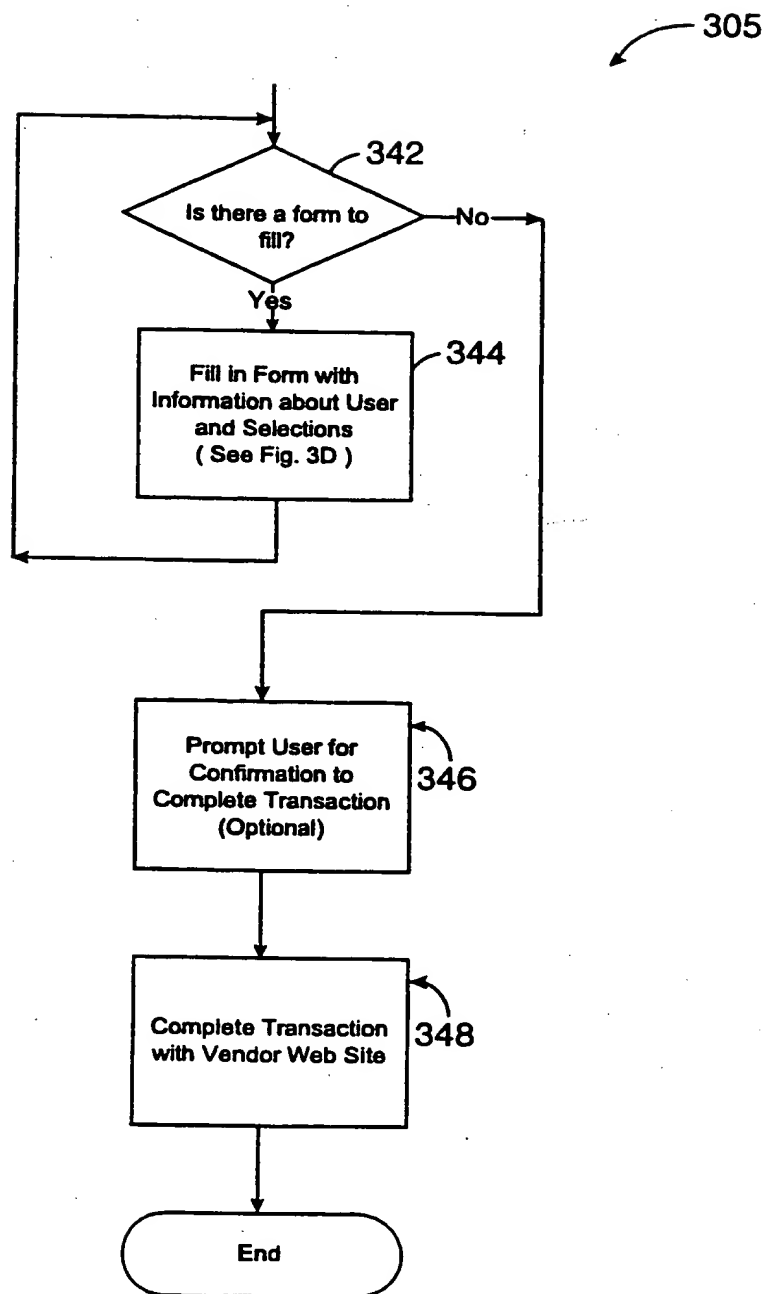 305
342
Is there a form to
fill?
No
Yes
344
Fill in Form with
Information about User
and Selections
( See Fig. 3D )
Prompt User for
Confirmation to
Complete Transaction
(Optional)
346
Complete Transaction
with Vendor Web Site
348
End